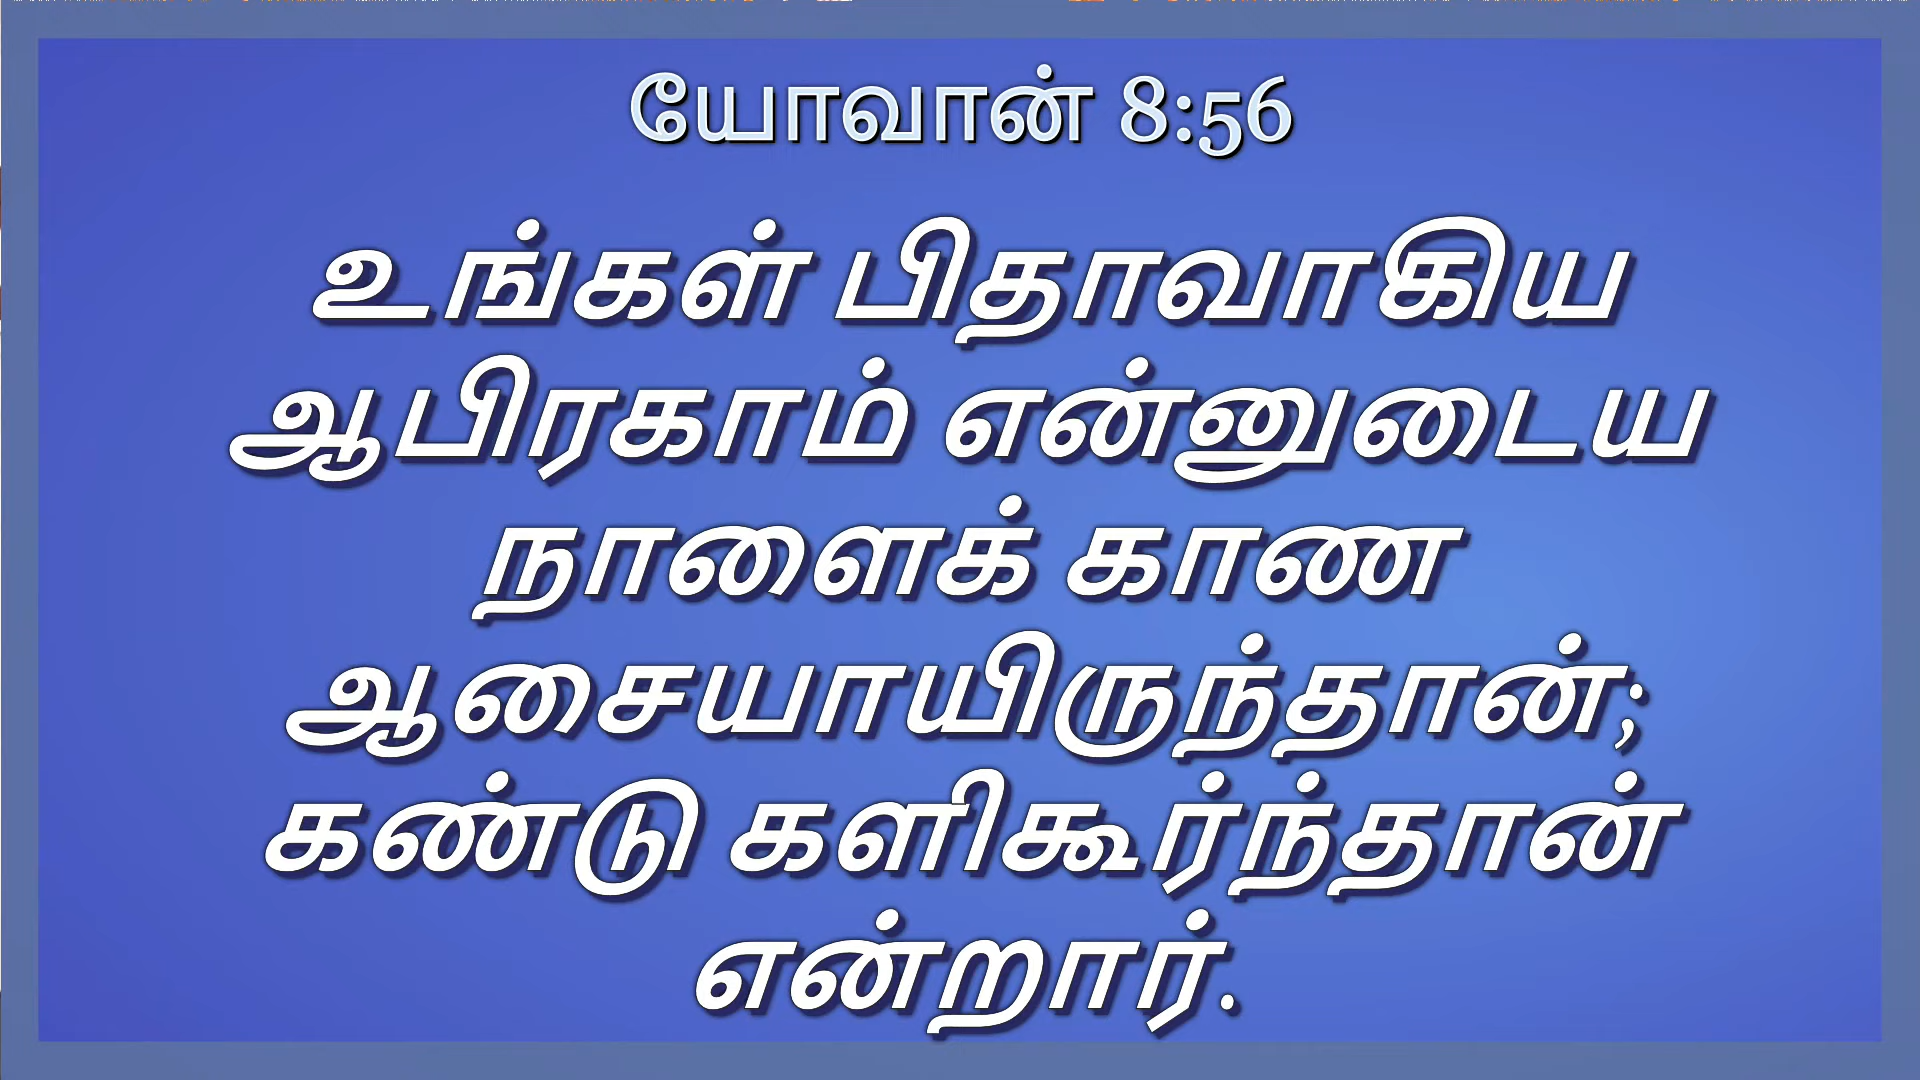 யோவான் 8:56
உங்கள் பிதாவாகிய
ஆபிரகாம் என்னுடைய
நாளைக் காண
ஆசையாயிருந்தான்;
கண்டு களிகூர்ந்தான்
என்றார்.